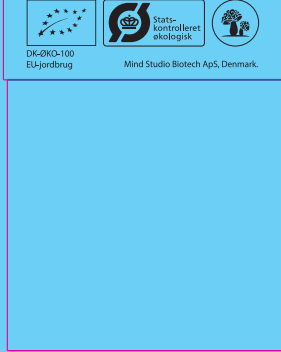 Stats-
kontrolleret
økologisk
DK-ØKO-100
EU-jordbrug
Mind Studio Biotech ApS, Denmark.